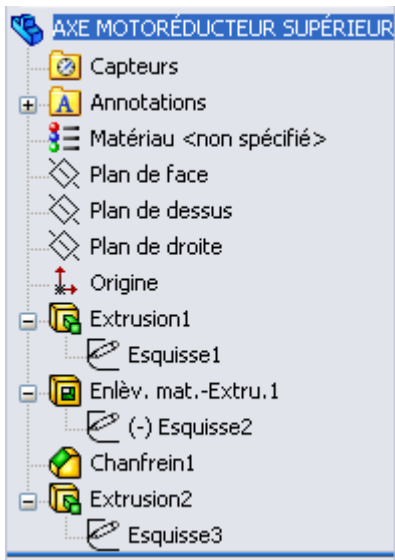 AXE MOTORÉDUCTEUR SUPÉRIEUR
Capteurs
Annotations
Matériau <non spécifié>
Plan de face
Plan de dessus
Plan de droite
Origine
Extrusion1
Esquisse1
Enlèv. mat.-Extru.1
(-) Esquisse2
Chanfrein1
Extrusion2
Esquisse3